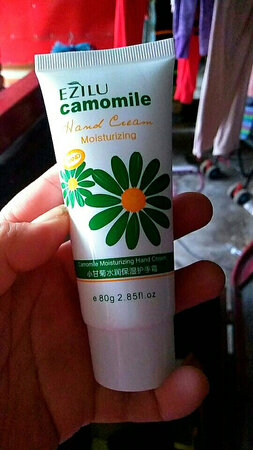 EZILU
camomile
Hand Cream
Moisturizing
Camomile Moisturizing Hand Cream
小甘菊水润保湿护手霜
e 80g 2.85fl.oz